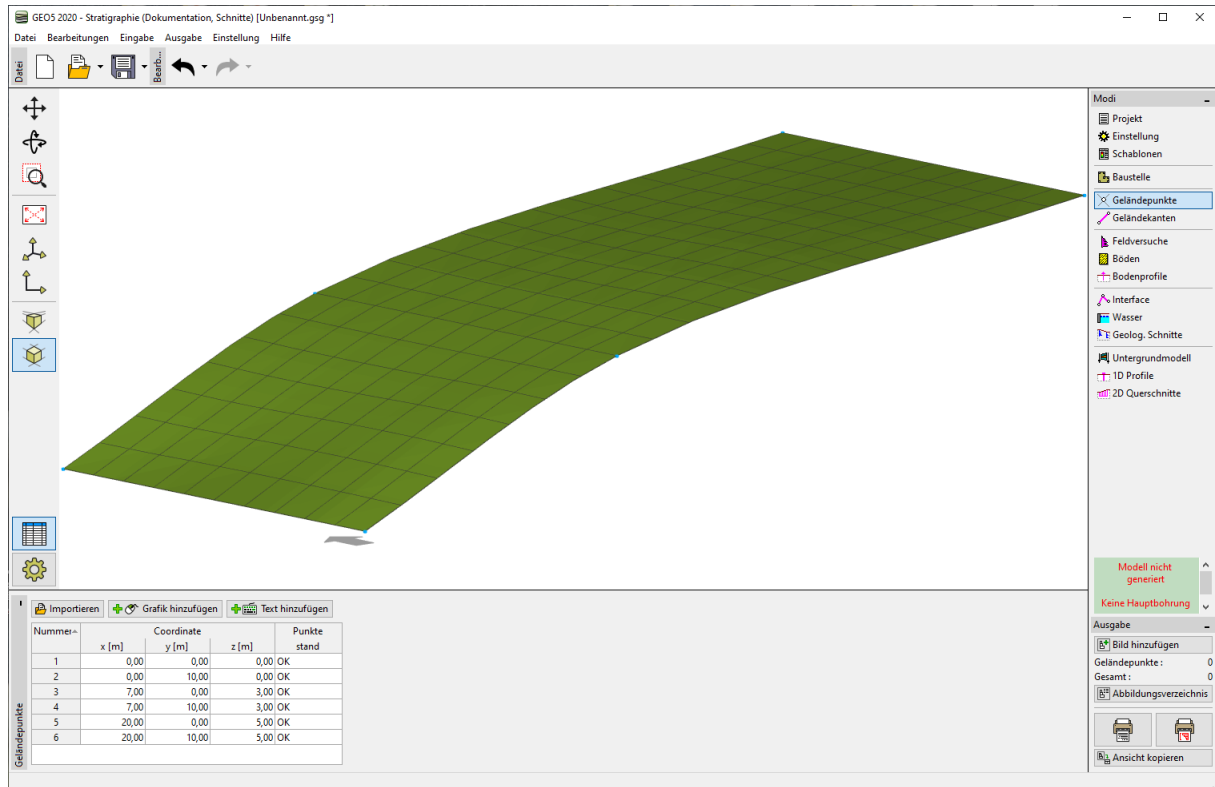 GEO5 2020 - Stratigraphie (Dokumentation, Schnitte) [Unbenannt.gsg *]
Datei Bearbeitungen Eingabe Ausgabe Einstellung Hilfe
Datei
Bearb...
Modi
Projekt
Einstellung
Schablonen
Baustelle
Geländepunkte
Geländekanten
Feldversuche
Böden
Bodenprofile
Interface
Wasser
Geolog. Schnitte
Untergrundmodell
1D Profile
2D Querschnitte
Modell nicht
generiert
Keine Hauptbohrung
Ausgabe
Bild hinzufügen
Geländepunkte : 0
Gesamt : 0
Abbildungsverzeichnis
Ansicht kopieren
Geländepunkte
Importieren Grafik hinzufügen Text hinzufügen
Nummer Coordinate Punkte
x [m] y [m] z [m] stand
1 0,00 0,00 0,00 OK
2 0,00 10,00 0,00 OK
3 7,00 0,00 3,00 OK
4 7,00 10,00 3,00 OK
5 20,00 0,00 5,00 OK
6 20,00 10,00 5,00 OK